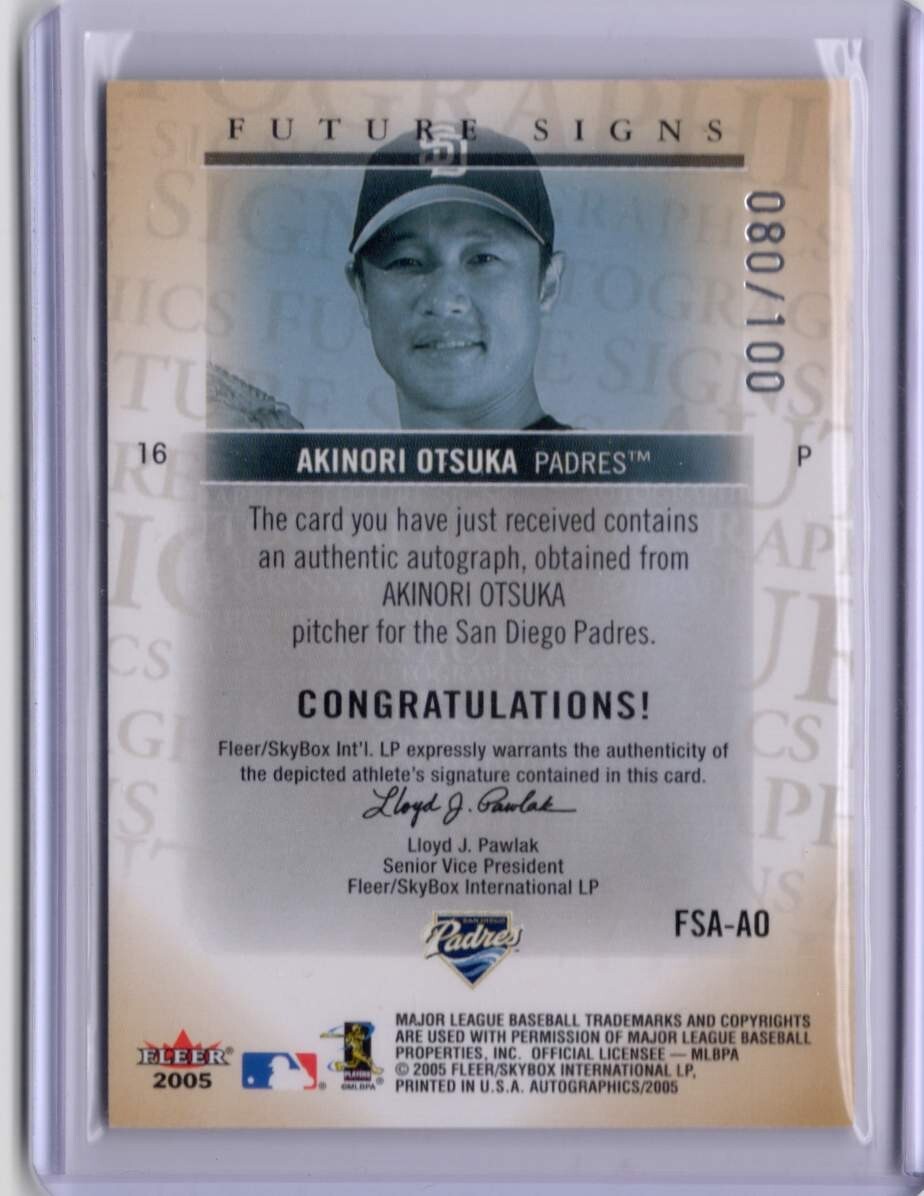 FUTURE SIGNS
080/100
16
AKINORI OTSUKA PADRES™
P
The card you have just received contains
an authentic autograph, obtained from
AKINORI OTSUKA
pitcher for the San Diego Padres.
CONGRATULATIONS!
Fleer/SkyBox Int'l. LP expressly warrants the authenticity of
the depicted athlete's signature contained in this card.
Lloyd J. Pawlak
Lloyd J. Pawlak
Senior Vice President
Fleer/SkyBox International LP
SAN DIEGO
Padres
FSA-AO
FLEER®
2005
PLAYERS
©MLBPA
MAJOR LEAGUE BASEBALL TRADEMARKS AND COPYRIGHTS
ARE USED WITH PERMISSION OF MAJOR LEAGUE BASEBALL
PROPERTIES, INC. OFFICIAL LICENSEE — MLBPA
© 2005 FLEER/SKYBOX INTERNATIONAL LP,
PRINTED IN U.S.A. AUTOGRAPHICS/2005